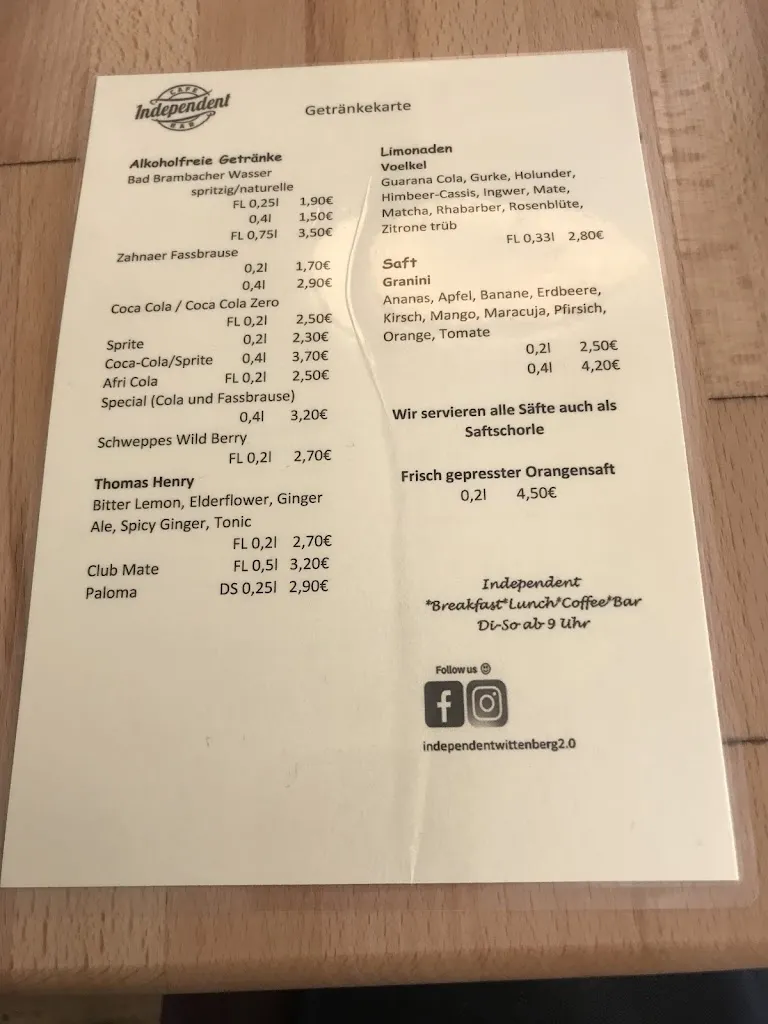 CAFE
Independent
BAR
Getränkekarte
Alkoholfreie Getränke
Bad Brambacher Wasser
spritzig/naturelle
FL 0,25l 1,90€
0,4l 1,50€
FL 0,75l 3,50€
Zahnaer Fassbrause
0,2l 1,70€
0,4l 2,90€
Coca Cola / Coca Cola Zero
FL 0,2l 2,50€
Sprite 0,2l 2,30€
Coca-Cola/Sprite 0,4l 3,70€
Afri Cola FL 0,2l 2,50€
Special (Cola und Fassbrause)
0,4l 3,20€
Schweppes Wild Berry
FL 0,2l 2,70€
Thomas Henry
Bitter Lemon, Elderflower, Ginger
Ale, Spicy Ginger, Tonic
FL 0,2l 2,70€
Club Mate FL 0,5l 3,20€
Paloma DS 0,25l 2,90€
Limonaden
Voelkel
Guarana Cola, Gurke, Holunder,
Himbeer-Cassis, Ingwer, Mate,
Matcha, Rhabarber, Rosenblüte,
Zitrone trüb
FL 0,33l 2,80€
Saft
Granini
Ananas, Apfel, Banane, Erdbeere,
Kirsch, Mango, Maracuja, Pfirsich,
Orange, Tomate
0,2l 2,50€
0,4l 4,20€
Wir servieren alle Säfte auch als
Saftschorle
Frisch gepresster Orangensaft
0,2l 4,50€
Independent
*Breakfast*Lunch*Coffee*Bar
Di-So ab 9 Uhr
Follow us ☺
independentwittenberg2.0